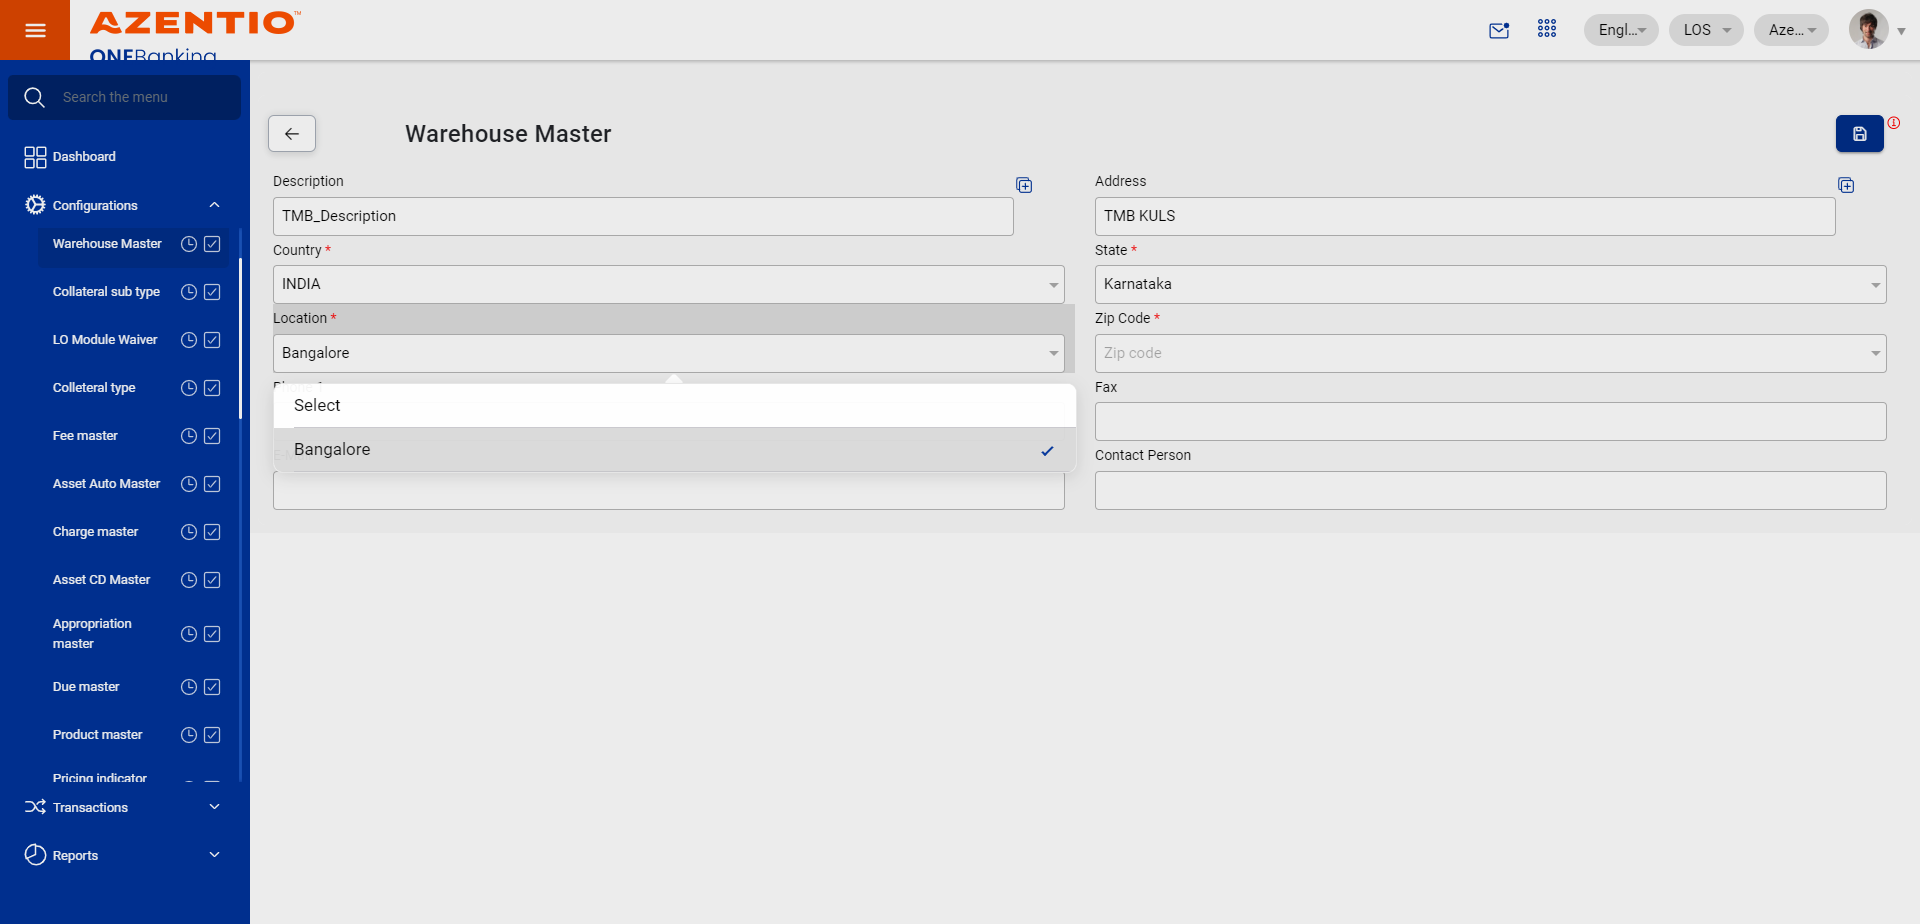 AZENTIO™
ONEBanking
Engl...
LOS
Aze...
Search the menu
Dashboard
Configurations
Warehouse Master
Collateral sub type
LO Module Waiver
Colleteral type
Fee master
Asset Auto Master
Charge master
Asset CD Master
Appropriation
master
Due master
Product master
Pricing indicator
Transactions
Reports
Warehouse Master
Description
TMB_Description
Address
TMB KULS
Country *
INDIA
State *
Karnataka
Location *
Bangalore
Zip Code *
Zip code
Select
Bangalore
Fax
Contact Person